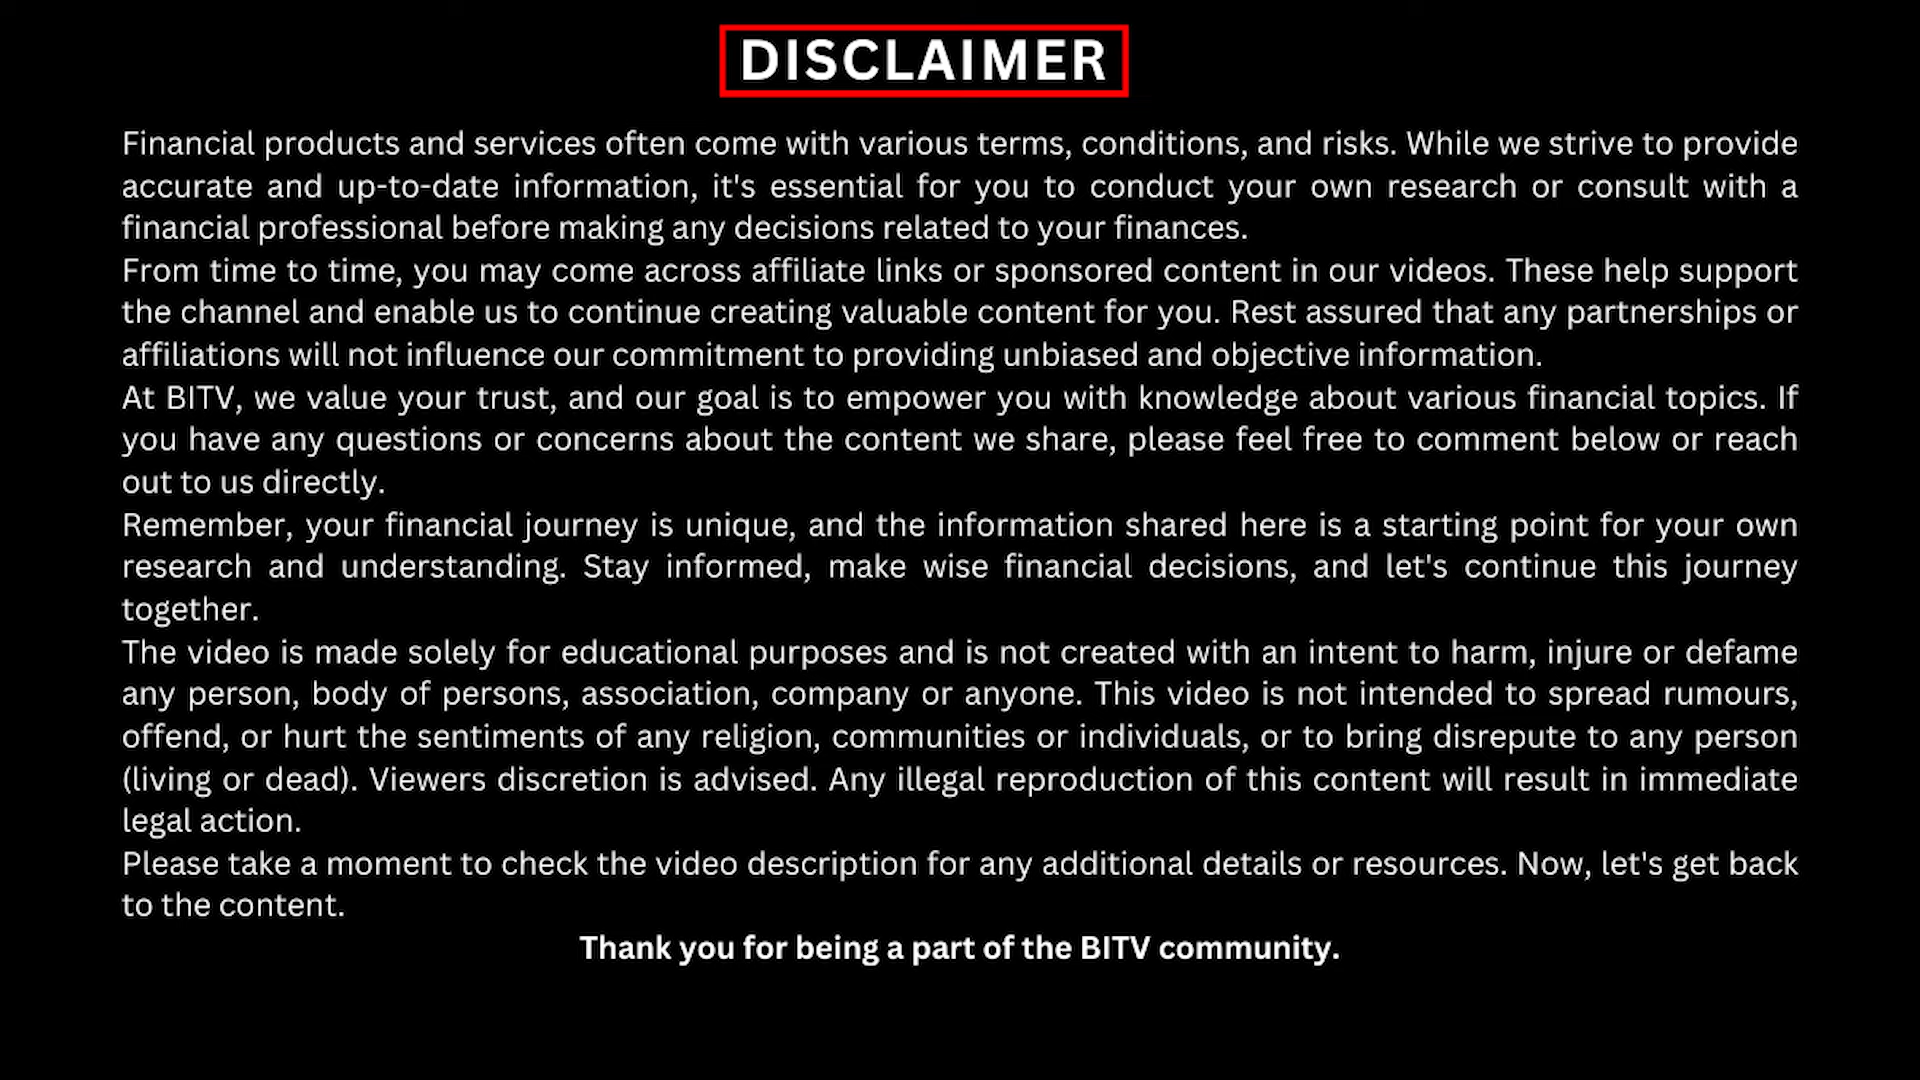 DISCLAIMER
Financial products and services often come with various terms, conditions, and risks. While we strive to provide
accurate and up-to-date information, it's essential for you to conduct your own research or consult with a
financial professional before making any decisions related to your finances.
From time to time, you may come across affiliate links or sponsored content in our videos. These help support
the channel and enable us to continue creating valuable content for you. Rest assured that any partnerships or
affiliations will not influence our commitment to providing unbiased and objective information.
At BITV, we value your trust, and our goal is to empower you with knowledge about various financial topics. If
you have any questions or concerns about the content we share, please feel free to comment below or reach
out to us directly.
Remember, your financial journey is unique, and the information shared here is a starting point for your own
research and understanding. Stay informed, make wise financial decisions, and let's continue this journey
together.
The video is made solely for educational purposes and is not created with an intent to harm, injure or defame
any person, body of persons, association, company or anyone. This video is not intended to spread rumours,
offend, or hurt the sentiments of any religion, communities or individuals, or to bring disrepute to any person
(living or dead). Viewers discretion is advised. Any illegal reproduction of this content will result in immediate
legal action.
Please take a moment to check the video description for any additional details or resources. Now, let's get back
to the content.
Thank you for being a part of the BITV community.